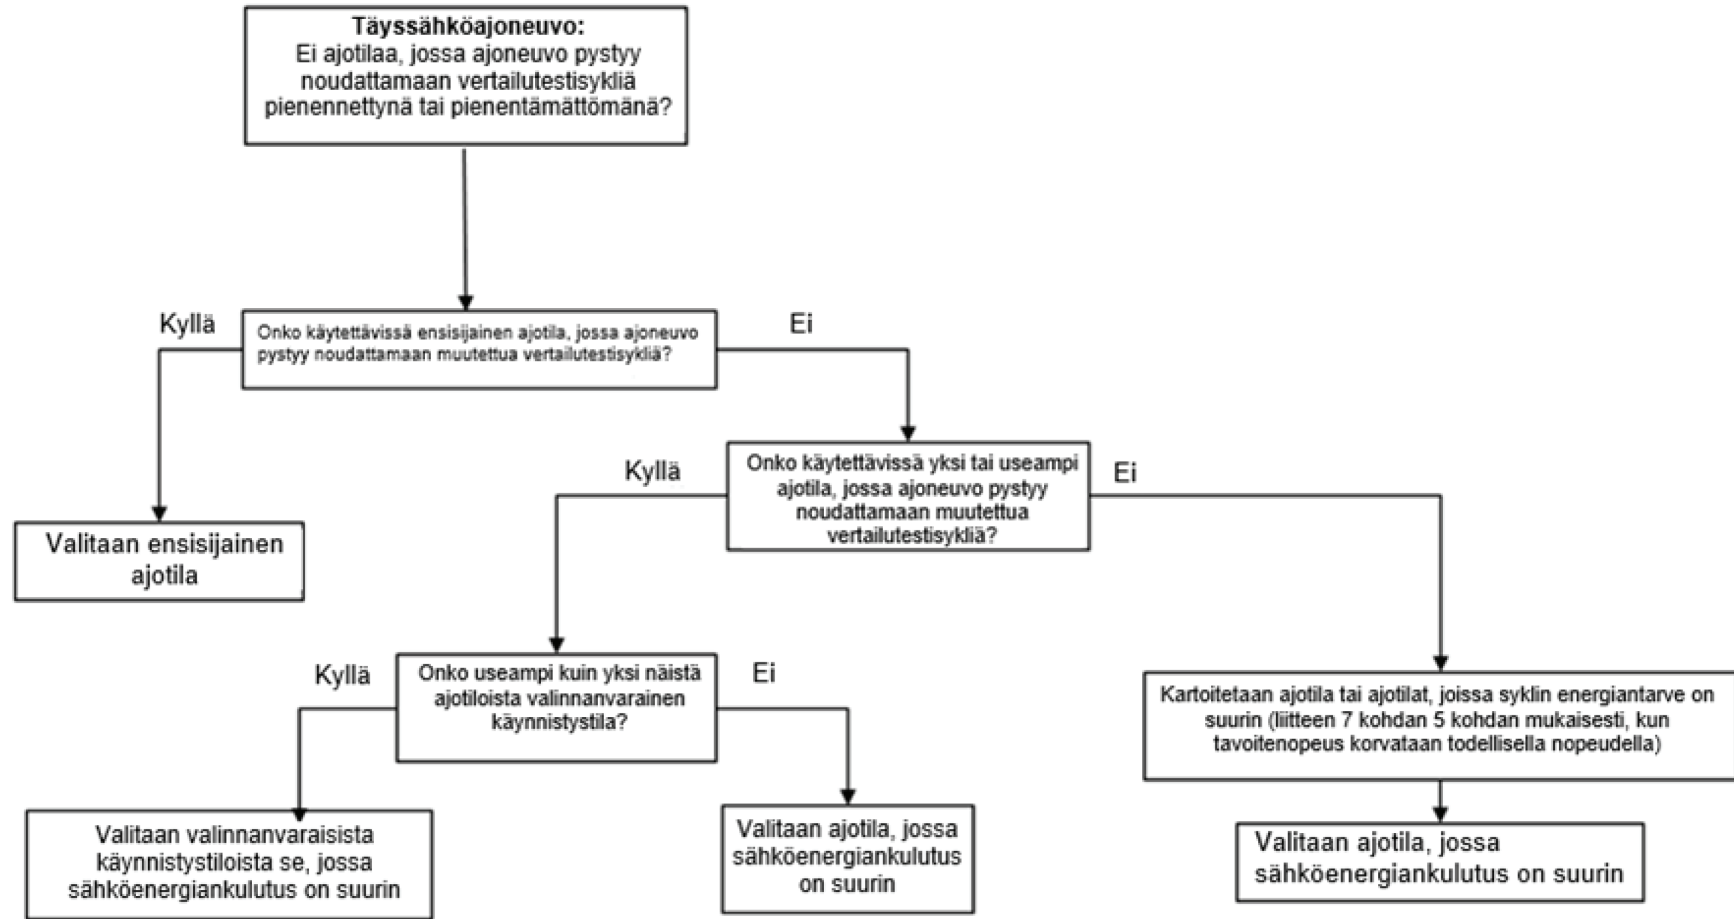 Täyssähköajoneuvo:
Ei ajotilaa, jossa ajoneuvo pystyy
noudattamaan vertailutestisykliä
pienennettynä tai pienentämättömänä?
Kyllä
Onko käytettävissä ensisijainen ajotila, jossa ajoneuvo
pystyy noudattamaan muutettua vertailutestisykliä?
Ei
Valitaan ensisijainen
ajotila
Kyllä
Onko käytettävissä yksi tai useampi
ajotila, jossa ajoneuvo pystyy
noudattamaan muutettua
vertailutestisykliä?
Ei
Kyllä
Onko useampi kuin yksi näistä
ajotiloista valinnanvarainen
käynnistystila?
Ei
Kartoitetaan ajotila tai ajotilat, joissa syklin energiantarve on
suurin (liitteen 7 kohdan 5 kohdan mukaisesti, kun
tavoitenopeus korvataan todellisella nopeudella)
Valitaan valinnanvaraisista
käynnistystiloista se, jossa
sähköenergiankulutus on suurin
Valitaan ajotila, jossa
sähköenergiankulutus
on suurin
Valitaan ajotila, jossa
sähköenergiankulutus on suurin